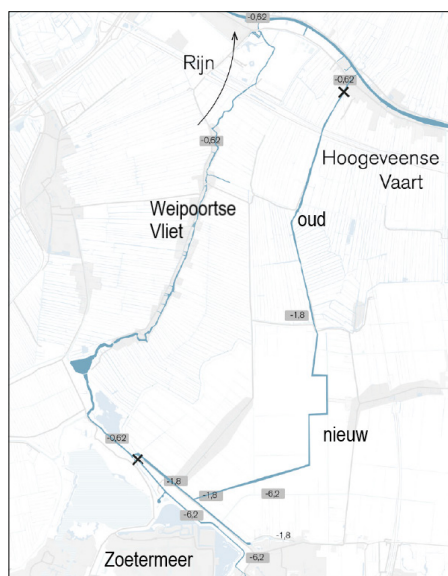 -0,62
Rijn
-0,62
Hoogeveense
Vaart
-0,62
Weipoortse
Vliet
oud
-1,8
nieuw
-0,62
-1,8
-1,8
-6,2
-6,2
-1,8
-6,2
Zoetermeer